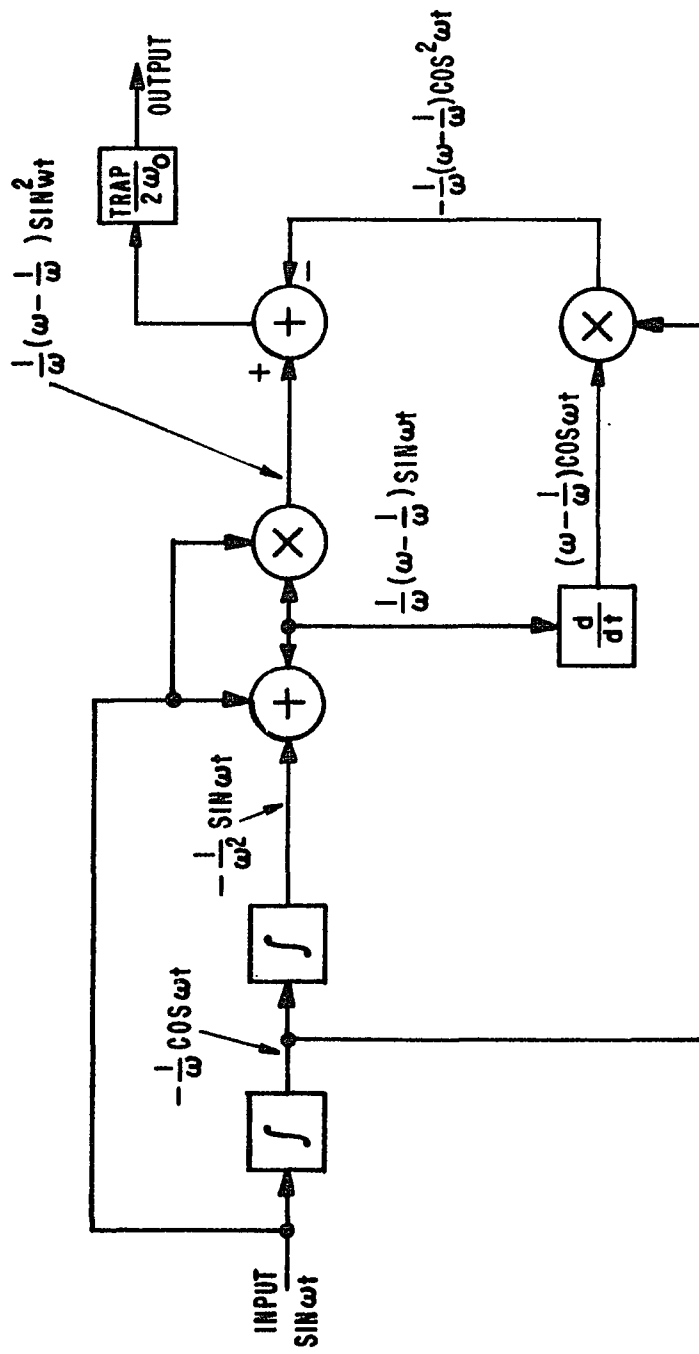 INPUT
SINωt
∫
-1/ω COSωt
∫
-1/ω² SINωt
+
1/ω(ω-1/ω)SINωt
×
1/ω(ω-1/ω)SIN²wt
+
+
-
TRAP
2ω₀
OUTPUT
d/dt
(ω-1/ω)COSωt
×
-1/ω(ω-1/ω)COS²ωt